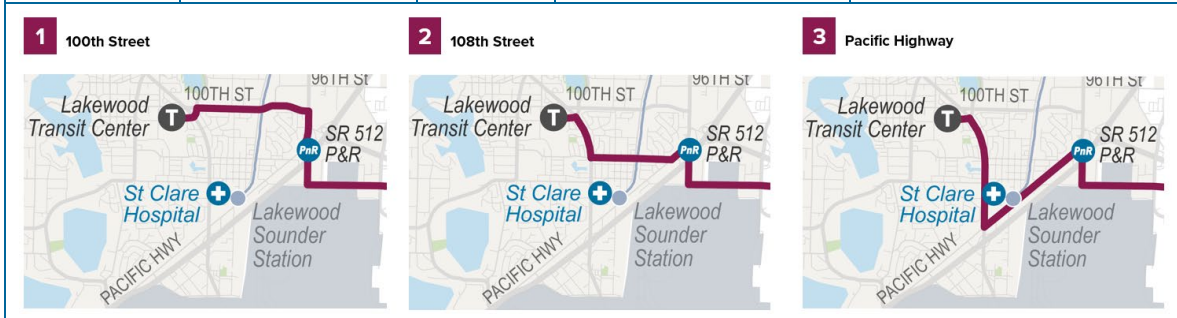 1 100th Street
96TH St
100TH ST
Lakewood
Transit Center
T
SR 512
P&R
PnR
St Clare
Hospital
Lakewood
Sounder
Station
PACIFIC HWY
2 108th Street
96TH St
100TH ST
Lakewood
Transit Center
T
SR 512
P&R
PnR
St Clare
Hospital
Lakewood
Sounder
Station
PACIFIC HWY
3 Pacific Highway
96TH St
100TH ST
Lakewood
Transit Center
T
SR 512
P&R
PnR
St Clare
Hospital
Lakewood
Sounder
Station
PACIFIC HWY